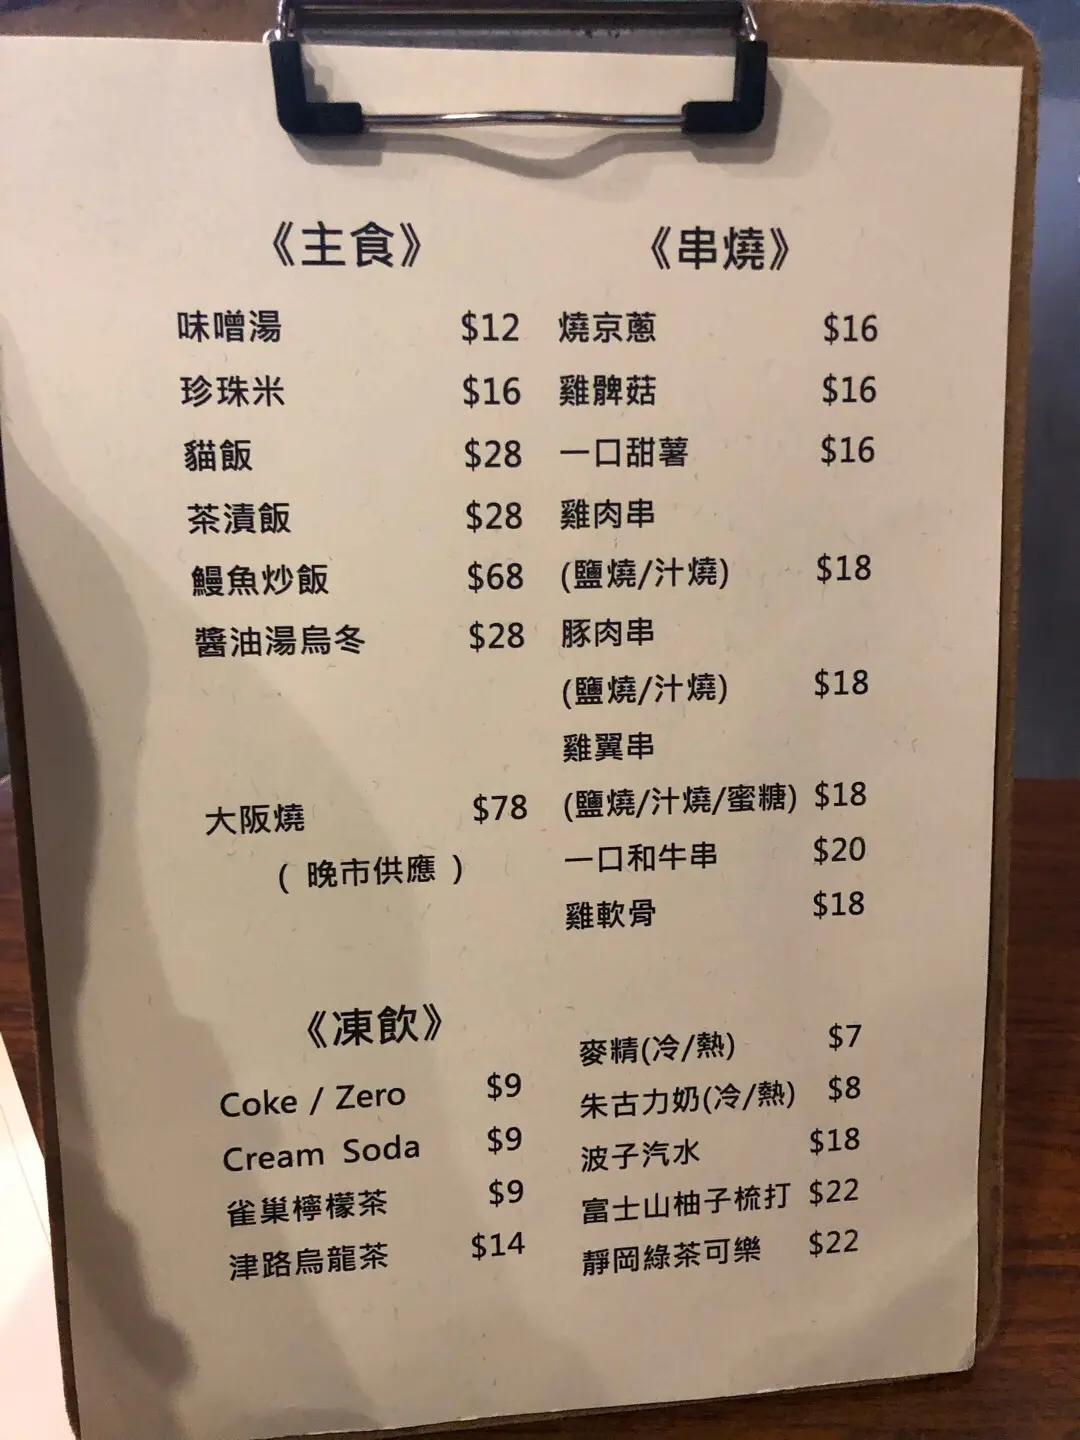 《主食》
味噌湯 $12
珍珠米 $16
貓飯 $28
茶漬飯 $28
鰻魚炒飯 $68
醬油湯烏冬 $28
大阪燒 $78
( 晚市供應 )
《串燒》
燒京蔥 $16
雞髀菇 $16
一口甜薯 $16
雞肉串
(鹽燒/汁燒) $18
豚肉串
(鹽燒/汁燒) $18
雞翼串
(鹽燒/汁燒/蜜糖) $18
一口和牛串 $20
雞軟骨 $18
《凍飲》
Coke / Zero $9
Cream Soda $9
雀巢檸檬茶 $9
津路烏龍茶 $14
麥精(冷/熱) $7
朱古力奶(冷/熱) $8
波子汽水 $18
富士山柚子梳打 $22
靜岡綠茶可樂 $22